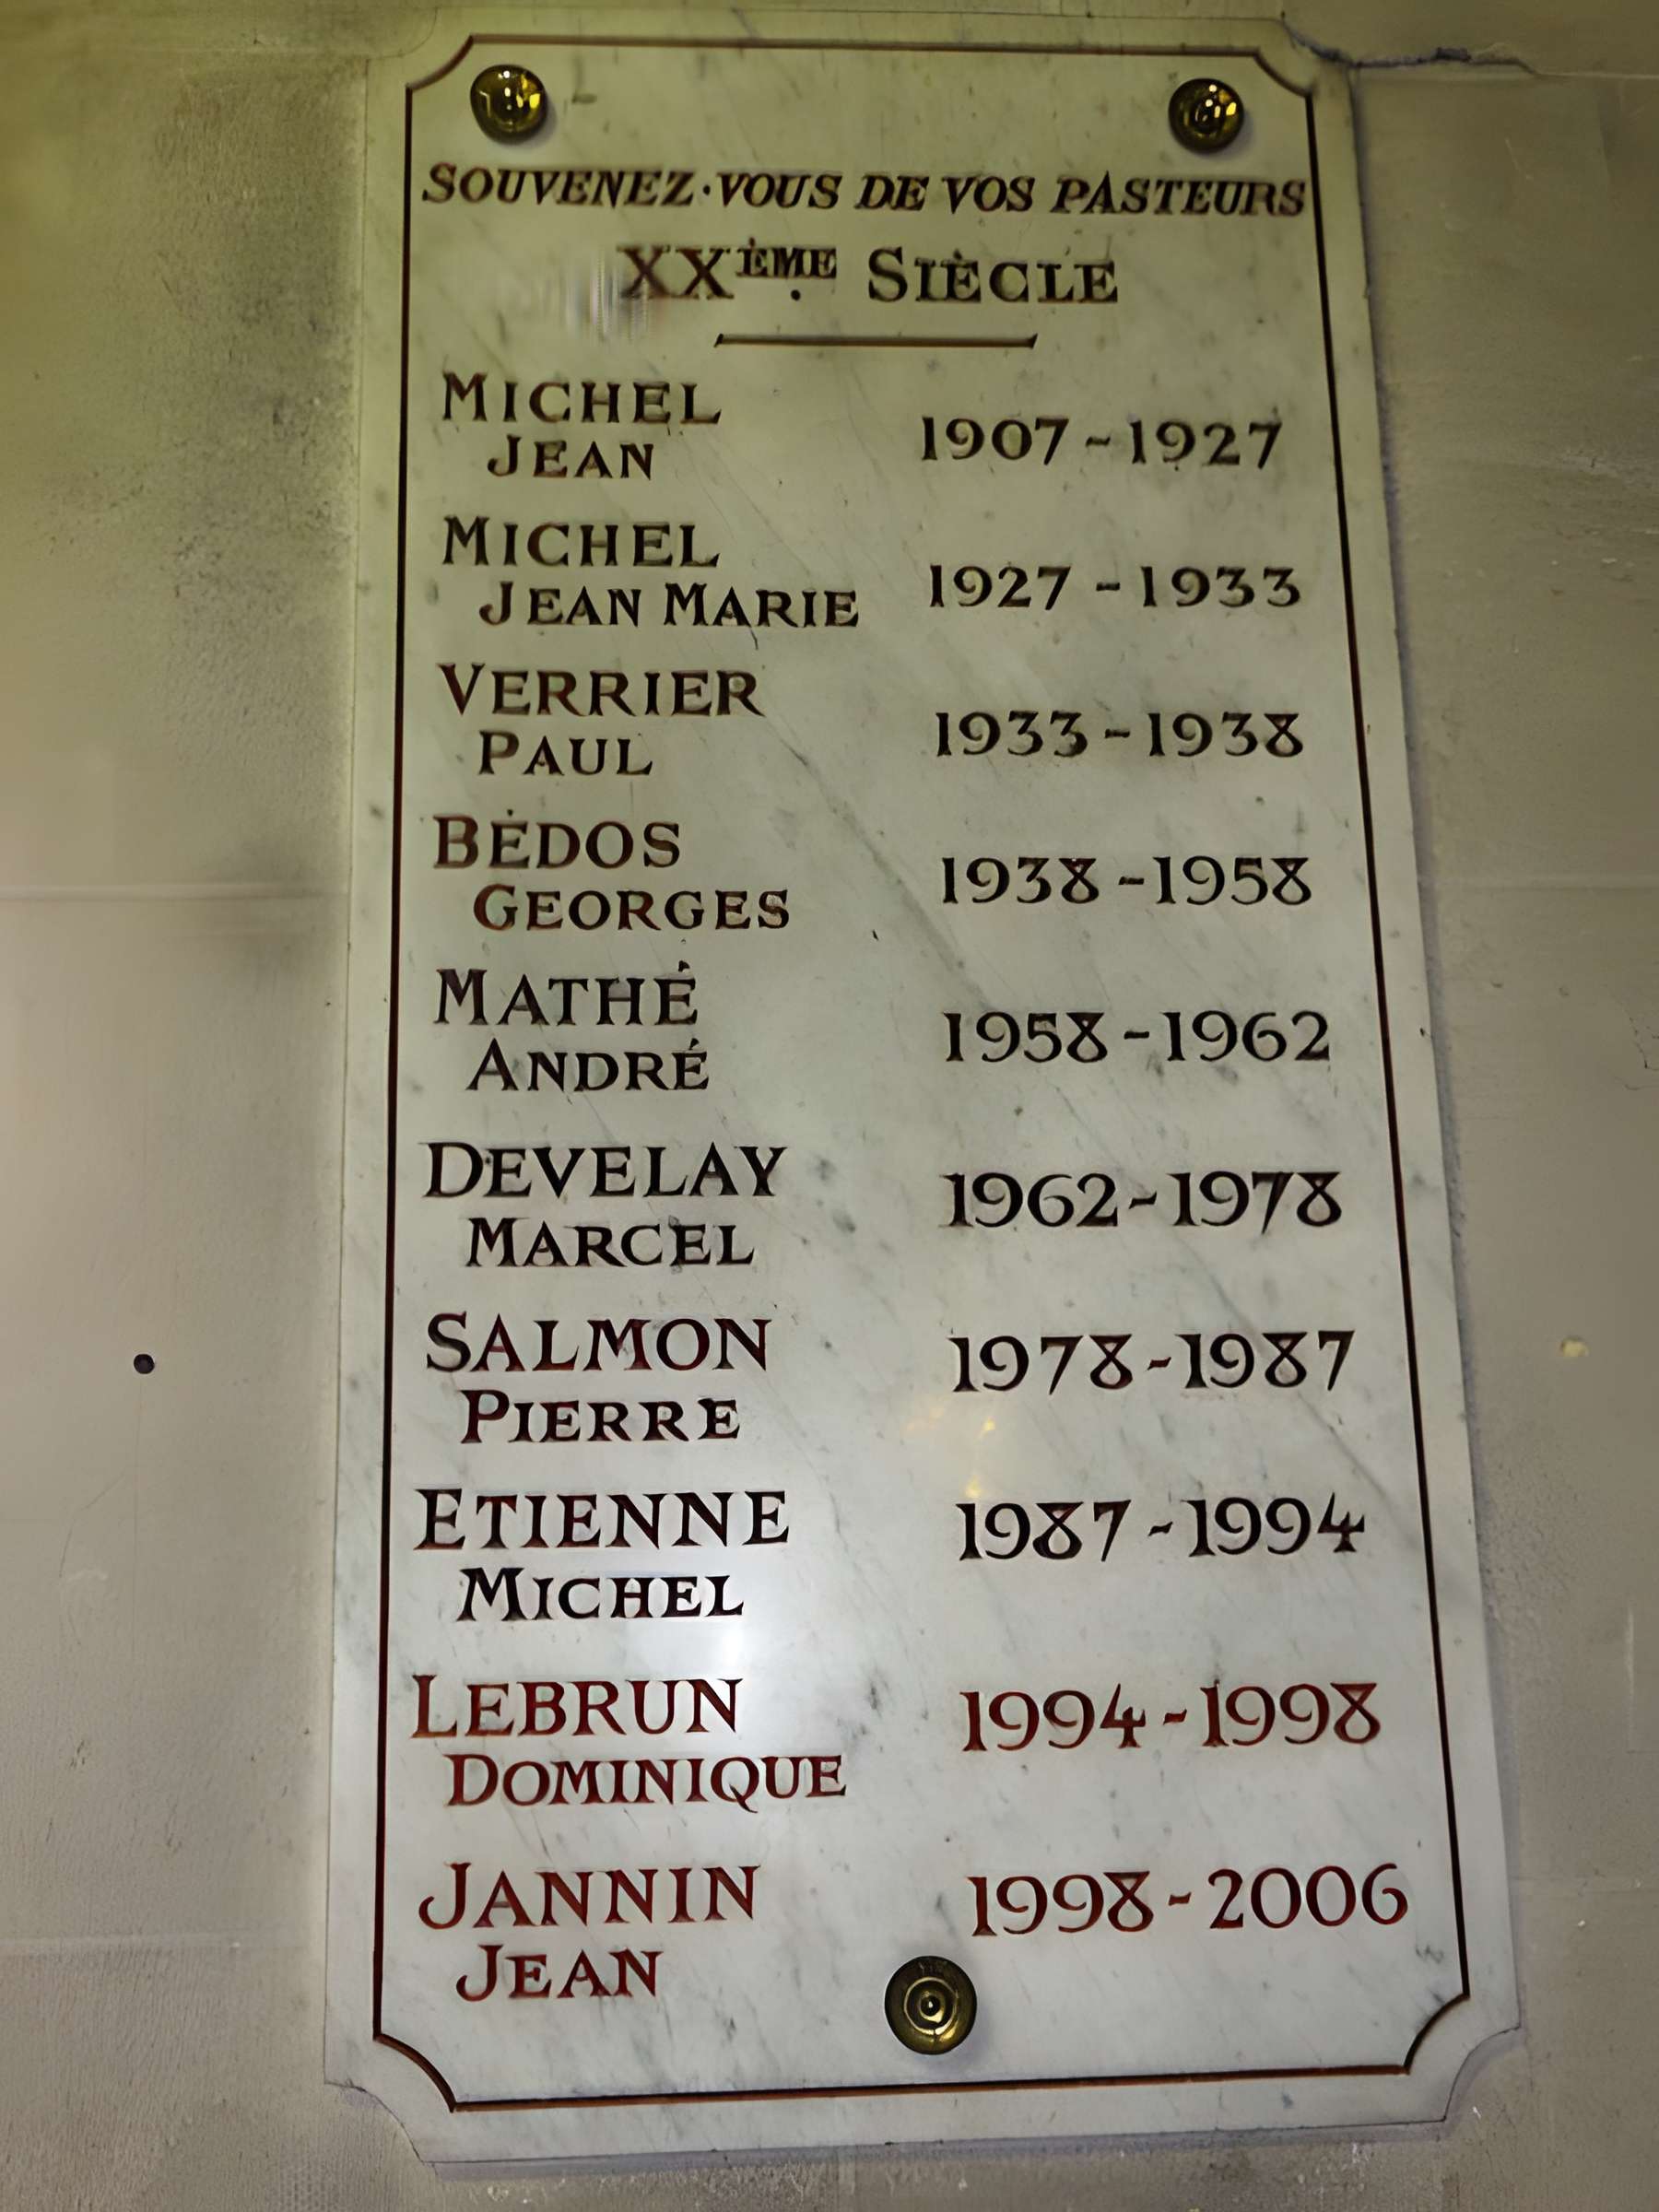 SOUVENEZ·VOUS DE VOS PASTEURS
XXÈME SIÈCLE
MICHEL
JEAN
1907-1927
MICHEL
JEAN MARIE
1927-1933
VERRIER
PAUL
1933-1938
BÉDOS
GEORGES
1938-1958
MATHÉ
ANDRÉ
1958-1962
DEVELAY
MARCEL
1962-1978
SALMON
PIERRE
1978-1987
ETIENNE
MICHEL
1987-1994
LEBRUN
DOMINIQUE
1994-1998
JANNIN
JEAN
1998-2006